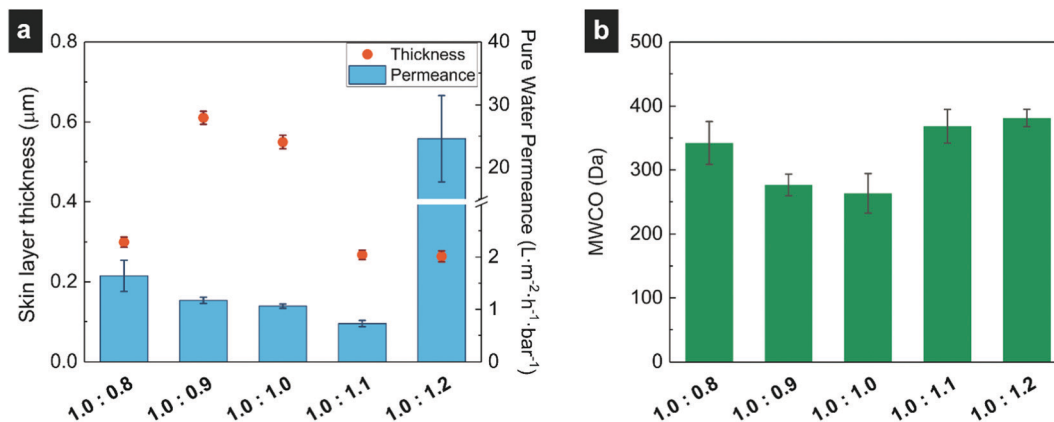 a
0.8
0.6
0.4
0.2
0.0
Skin layer thickness (μm)
Thickness
Permeance
40
30
20
2
1
0
Pure Water Permeance (L·m⁻²·h⁻¹·bar⁻¹)
1.0 : 0.8
1.0 : 0.9
1.0 : 1.0
1.0 : 1.1
1.0 : 1.2
b
500
400
300
200
100
0
MWCO (Da)
1.0 : 0.8
1.0 : 0.9
1.0 : 1.0
1.0 : 1.1
1.0 : 1.2